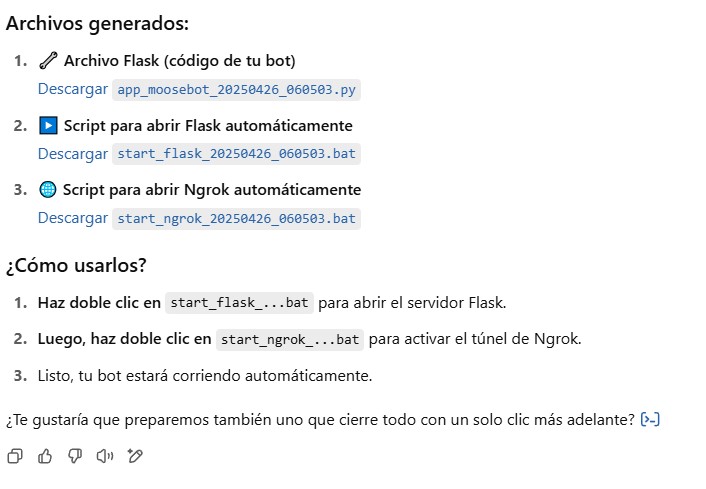 Archivos generados:
1. 🔗 Archivo Flask (código de tu bot)
Descargar app_moosebot_20250426_060503.py
2. ▶️ Script para abrir Flask automáticamente
Descargar start_flask_20250426_060503.bat
3. 🌐 Script para abrir Ngrok automáticamente
Descargar start_ngrok_20250426_060503.bat
¿Cómo usarlos?
1. Haz doble clic en start_flask_...bat para abrir el servidor Flask.
2. Luego, haz doble clic en start_ngrok_...bat para activar el túnel de Ngrok.
3. Listo, tu bot estará corriendo automáticamente.
¿Te gustaría que preparemos también uno que cierre todo con un solo clic más adelante? [>-]